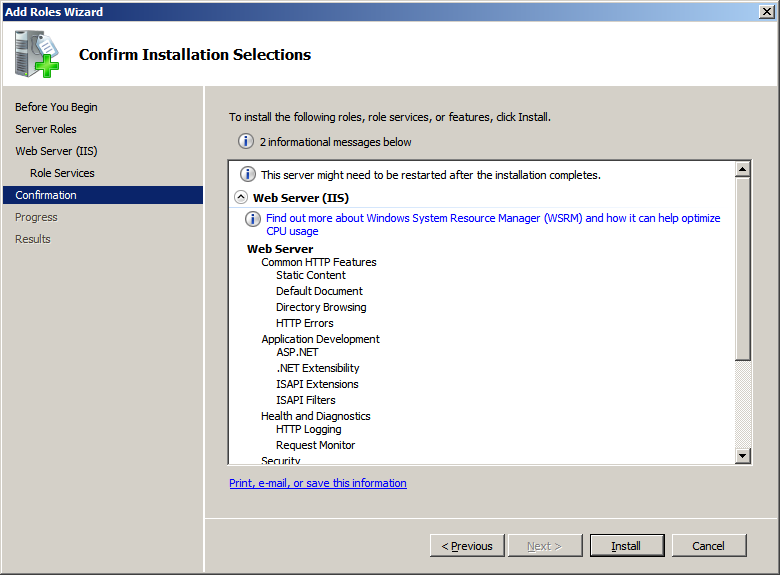 Add Roles Wizard
Confirm Installation Selections
Before You Begin
Server Roles
Web Server (IIS)
Role Services
Confirmation
Progress
Results
To install the following roles, role services, or features, click Install.
2 informational messages below
This server might need to be restarted after the installation completes.
Web Server (IIS)
Find out more about Windows System Resource Manager (WSRM) and how it can help optimize
CPU usage
Web Server
Common HTTP Features
Static Content
Default Document
Directory Browsing
HTTP Errors
Application Development
ASP.NET
.NET Extensibility
ISAPI Extensions
ISAPI Filters
Health and Diagnostics
HTTP Logging
Request Monitor
Security
Print, e-mail, or save this information
< Previous
Next >
Install
Cancel